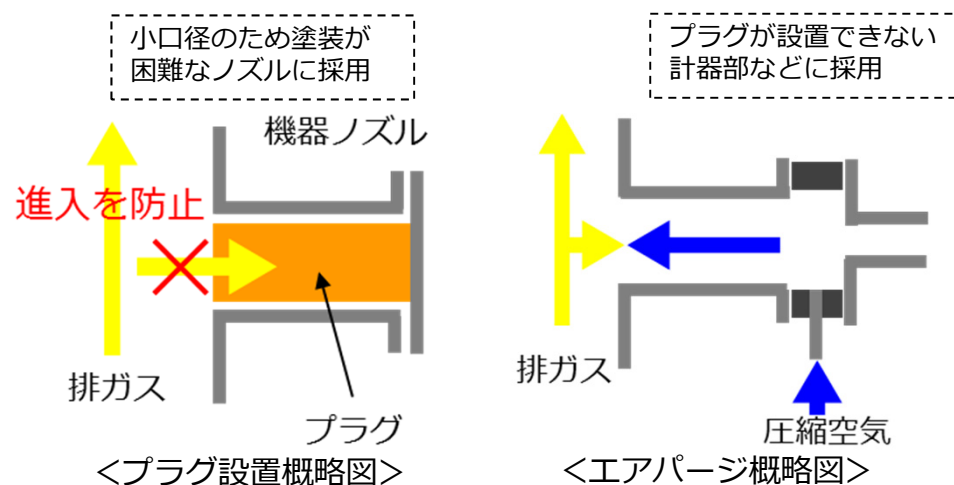 小口径のため塗装が
困難なノズルに採用
機器ノズル
進入を防止
排ガス
プラグ
＜プラグ設置概略図＞
プラグが設置できない
計器部などに採用
排ガス
圧縮空気
＜エアパージ概略図＞